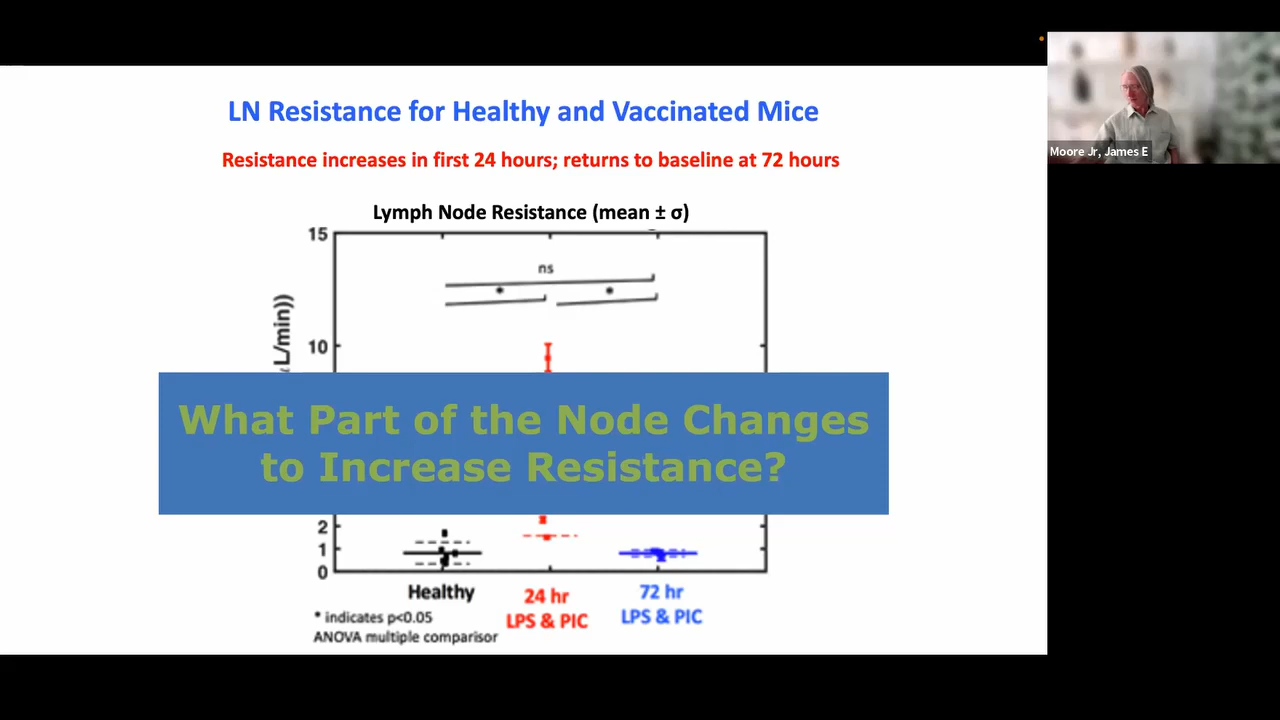 LN Resistance for Healthy and Vaccinated Mice
Resistance increases in first 24 hours; returns to baseline at 72 hours
Lymph Node Resistance (mean ± σ)
15
ns
*
*
L/min))
10
What Part of the Node Changes
to Increase Resistance?
2
1
0
Healthy
24 hr
LPS & PIC
72 hr
LPS & PIC
* indicates p<0.05
ANOVA multiple comparisor
Moore Jr, James E